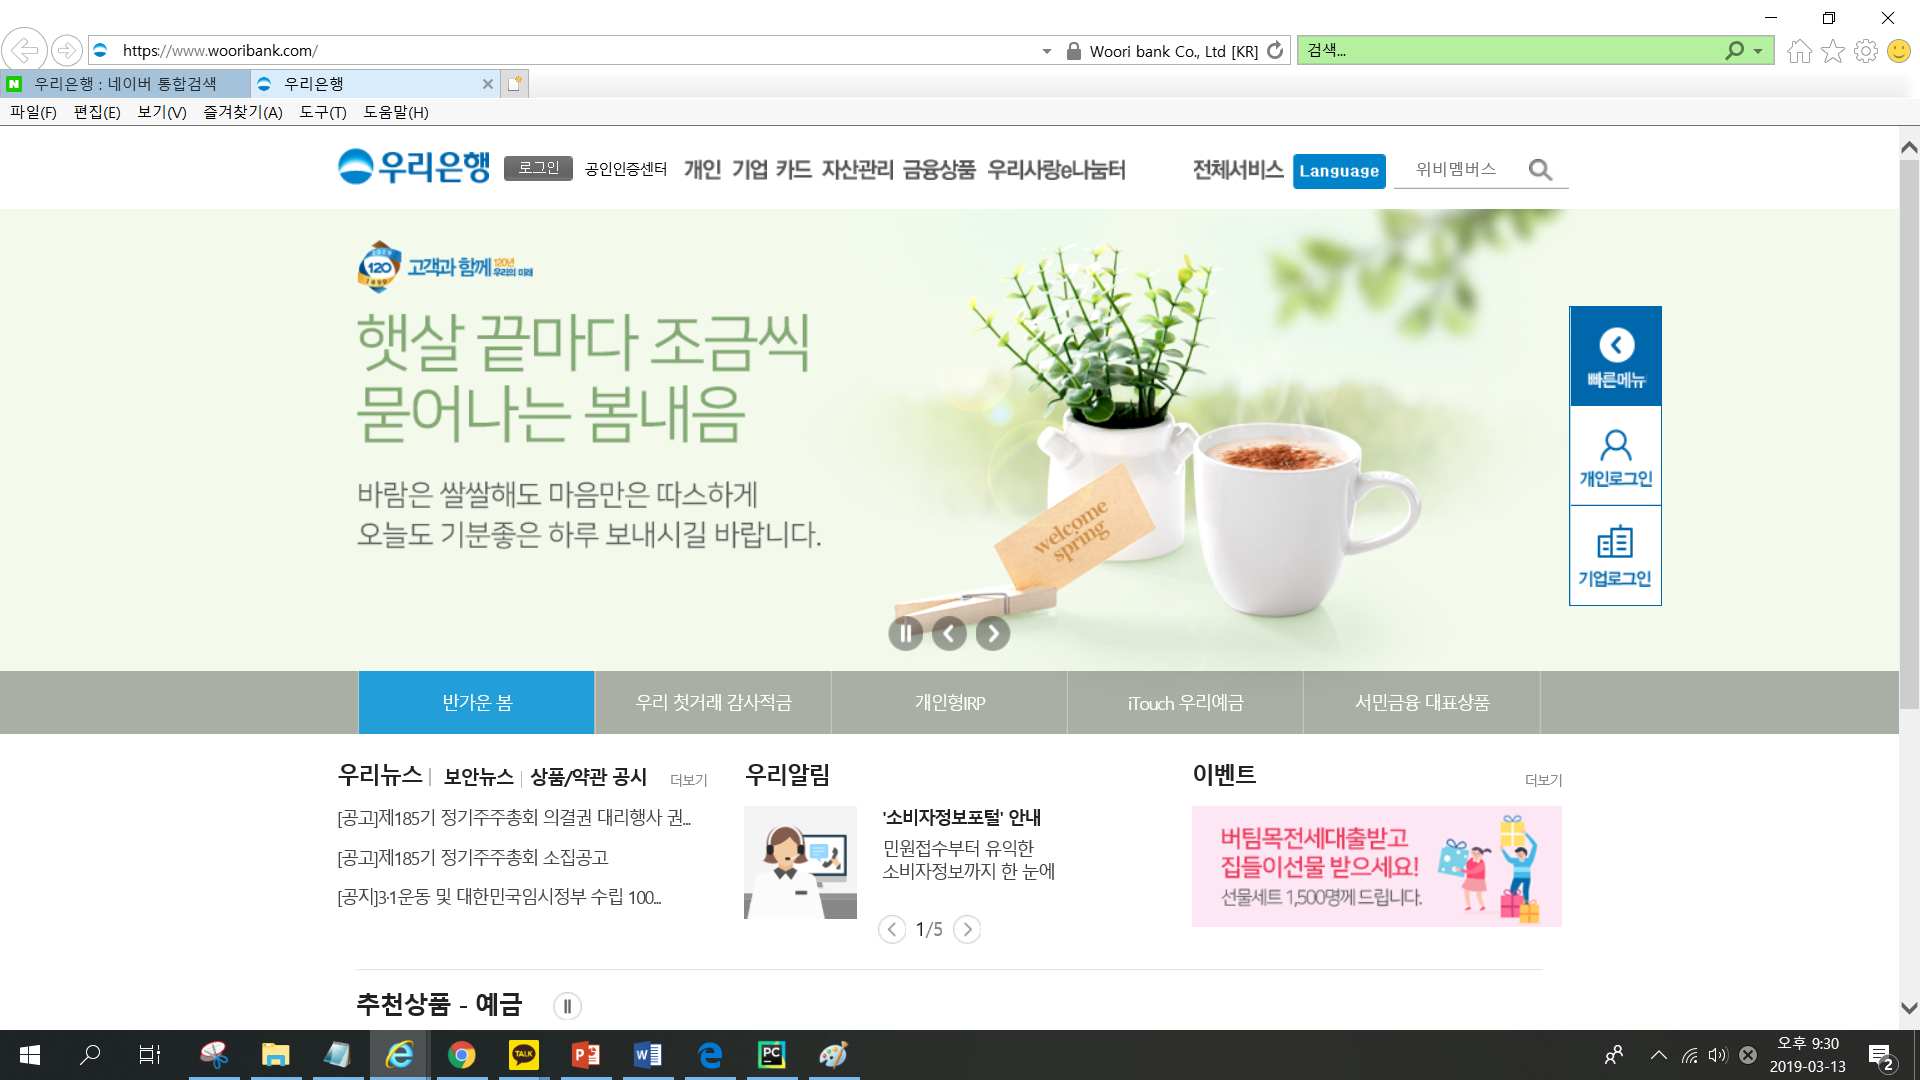 https://www.wooribank.com/
Woori bank Co., Ltd [KR]
검색...
우리은행 : 네이버 통합검색
우리은행
파일(F) 편집(E) 보기(V) 즐겨찾기(A) 도구(T) 도움말(H)
우리은행
로그인
공인인증센터
개인 기업 카드 자산관리 금융상품 우리사랑e나눔터
전체서비스
Language
위비멤버스
2019
120
고객과 함께
120년
우리의 미래
햇살 끝마다 조금씩
묻어나는 봄내음
바람은 쌀쌀해도 마음만은 따스하게
오늘도 기분좋은 하루 보내시길 바랍니다.
welcome
spring
빠른메뉴
개인로그인
기업로그인
반가운 봄
우리 첫거래 감사적금
개인형IRP
iTouch 우리예금
서민금융 대표상품
우리뉴스 | 보안뉴스 | 상품/약관 공시 더보기
[공고]제185기 정기주주총회 의결권 대리행사 권...
[공고]제185기 정기주주총회 소집공고
[공지]3·1운동 및 대한민국임시정부 수립 100...
우리알림
'소비자정보포털' 안내
민원접수부터 유익한
소비자정보까지 한 눈에
1/5
이벤트 더보기
버팀목전세대출받고
집들이선물 받으세요!
선물세트 1,500명께 드립니다.
추천상품 - 예금
TALK
PC
오후 9:30
2019-03-13
2